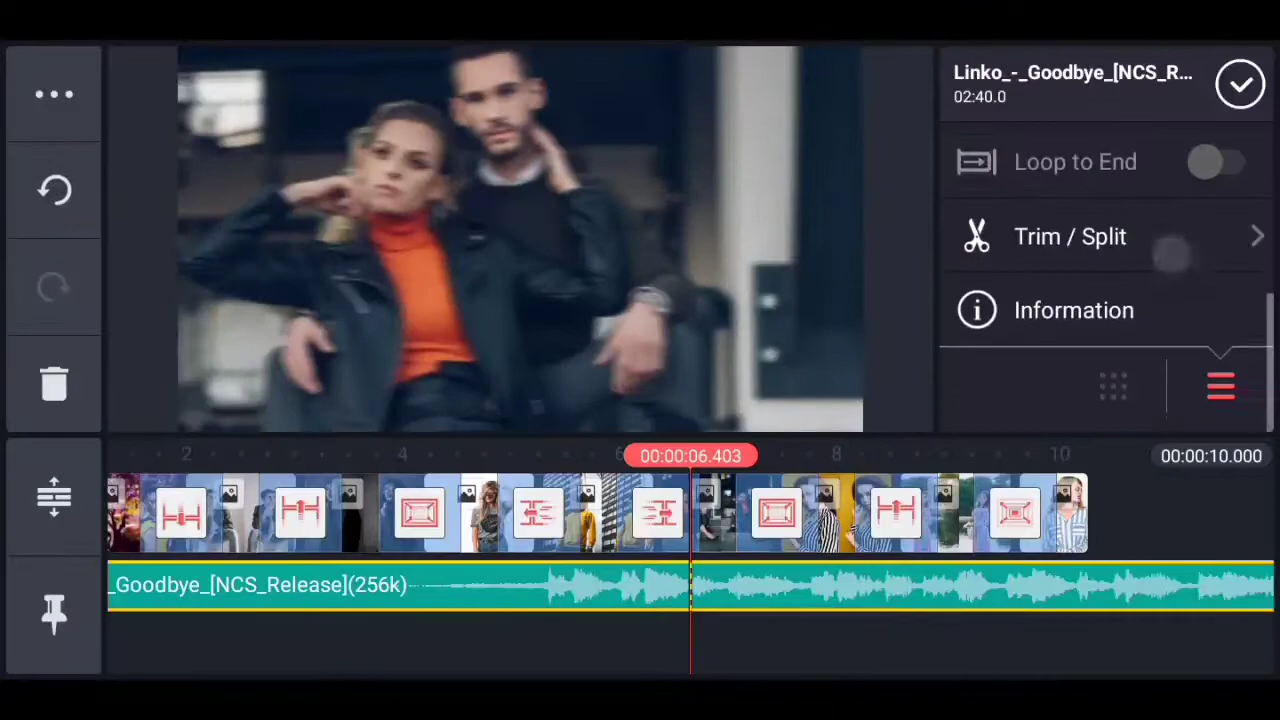 Linko_-_Goodbye_[NCS_R...
02:40.0
Loop to End
Trim / Split
Information
2
4
6
00:00:06.403
8
10
00:00:10.000
_Goodbye_[NCS_Release](256k)